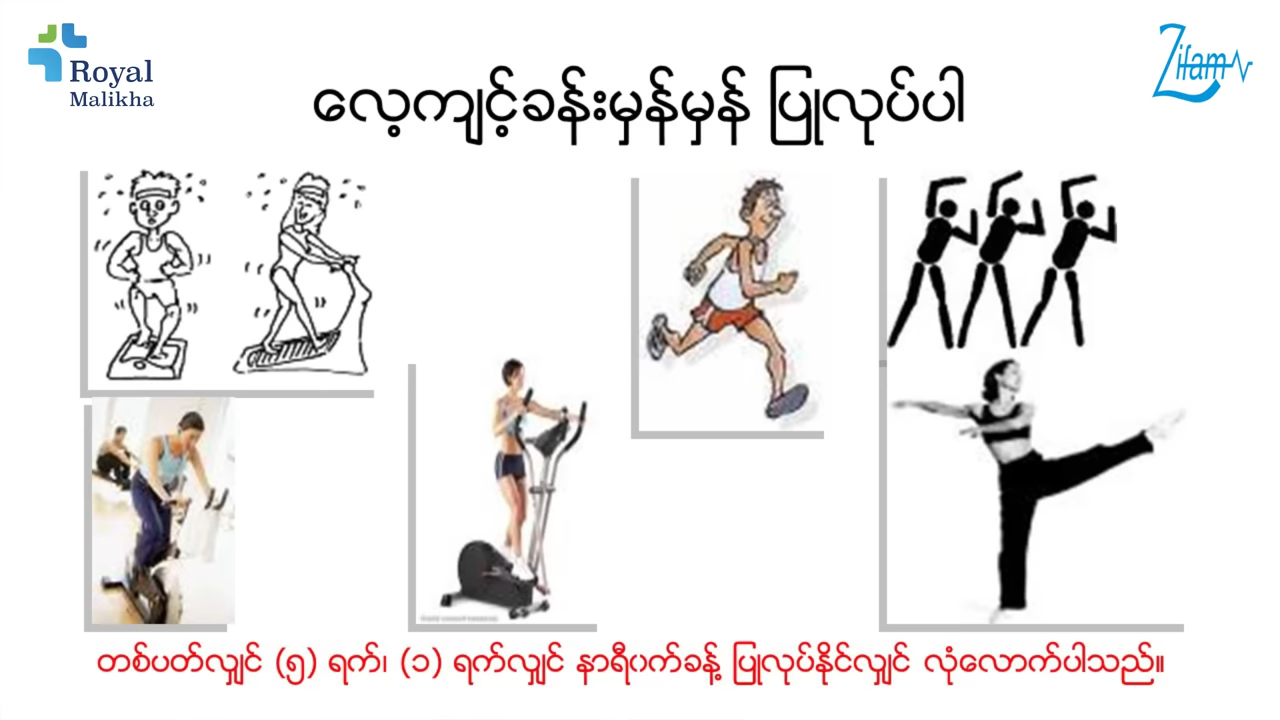 Royal
Malikha
Zifam
လေ့ကျင့်ခန်းမှန်မှန် ပြုလုပ်ပါ
တစ်ပတ်လျှင် (၅) ရက်၊ (၁) ရက်လျှင် နာရီဝက်ခန့် ပြုလုပ်နိုင်လျှင် လုံလောက်ပါသည်။